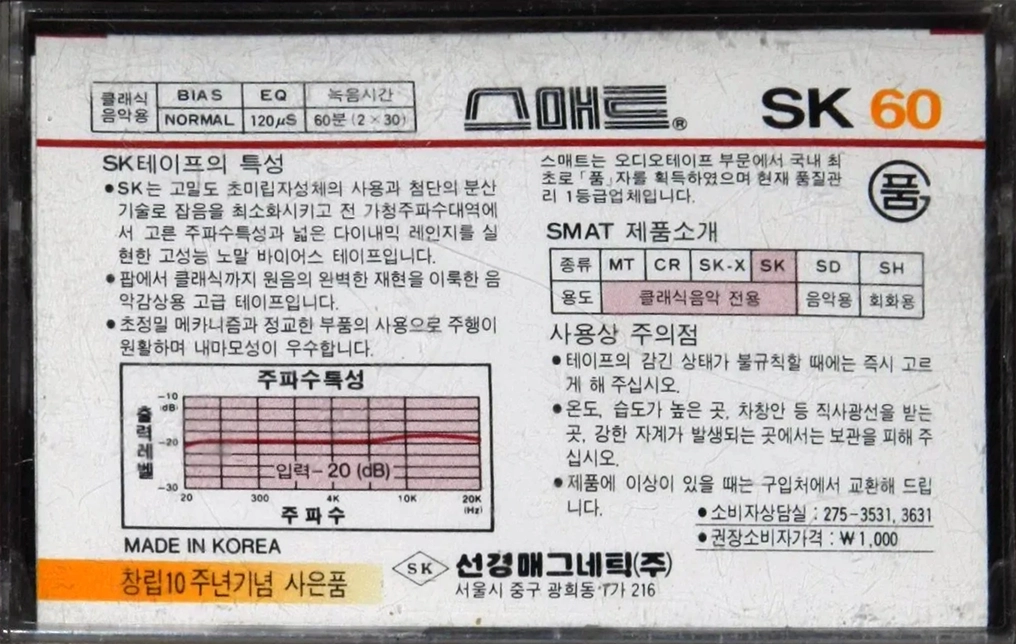 클래식 음악용 BIAS EQ 녹음시간
NORMAL 120μS 60분 (2×30)
스매트® SK 60
SK테이프의 특성
●SK는 고밀도 초미립자성체의 사용과 첨단의 분산
기술로 잡음을 최소화시키고 전 가청주파수대역에
서 고른 주파수특성과 넓은 다이내믹 레인지를 실
현한 고성능 노말 바이어스 테이프입니다.
●팝에서 클래식까지 원음의 완벽한 재현을 이룩한 음
악감상용 고급 테이프입니다.
●초정밀 메카니즘과 정교한 부품의 사용으로 주행이
원활하며 내마모성이 우수합니다.
주파수특성
출력레벨
-10
(dB)
-20
-30
입력-20 (dB)
20 300 4K 10K 20K
(Hz)
주파수
MADE IN KOREA
창립10주년기념 사은품
스매트는 오디오테이프 부문에서 국내 최
초로 「품」자를 획득하였으며 현재 품질관
리 1등급업체입니다.
품
SMAT 제품소개
종류 MT CR SK-X SK SD SH
용도 클래식음악 전용 음악용 회화용
사용상 주의점
●테이프의 감긴 상태가 불규칙할 때에는 즉시 고르
게 해 주십시오.
●온도, 습도가 높은 곳, 차창안 등 직사광선을 받는
곳, 강한 자계가 발생되는 곳에서는 보관을 피해 주
십시오.
●제품에 이상이 있을 때는 구입처에서 교환해 드립
니다.
●소비자상담실 : 275-3531, 3631
●권장소비자가격 : ₩1,000
SK 선경매그네틱(주)
서울시 중구 광희동 1가 216